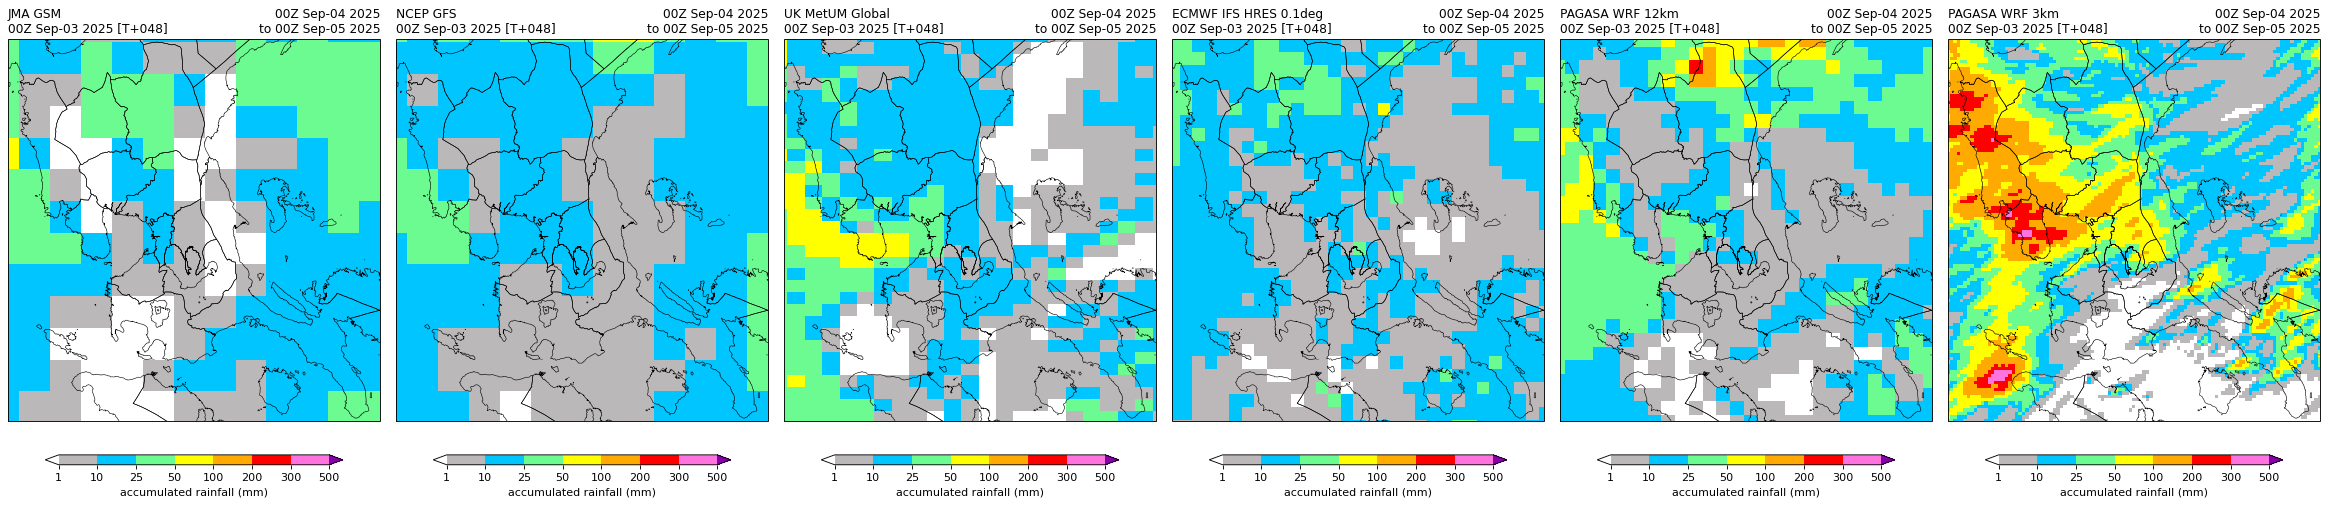 JMA GSM 00Z Sep-04 2025
00Z Sep-03 2025 [T+048] to 00Z Sep-05 2025
1 10 25 50 100 200 300 500
accumulated rainfall (mm)
NCEP GFS 00Z Sep-04 2025
00Z Sep-03 2025 [T+048] to 00Z Sep-05 2025
1 10 25 50 100 200 300 500
accumulated rainfall (mm)
UK MetUM Global 00Z Sep-04 2025
00Z Sep-03 2025 [T+048] to 00Z Sep-05 2025
1 10 25 50 100 200 300 500
accumulated rainfall (mm)
ECMWF IFS HRES 0.1deg 00Z Sep-04 2025
00Z Sep-03 2025 [T+048] to 00Z Sep-05 2025
1 10 25 50 100 200 300 500
accumulated rainfall (mm)
PAGASA WRF 12km 00Z Sep-04 2025
00Z Sep-03 2025 [T+048] to 00Z Sep-05 2025
1 10 25 50 100 200 300 500
accumulated rainfall (mm)
PAGASA WRF 3km 00Z Sep-04 2025
00Z Sep-03 2025 [T+048] to 00Z Sep-05 2025
1 10 25 50 100 200 300 500
accumulated rainfall (mm)